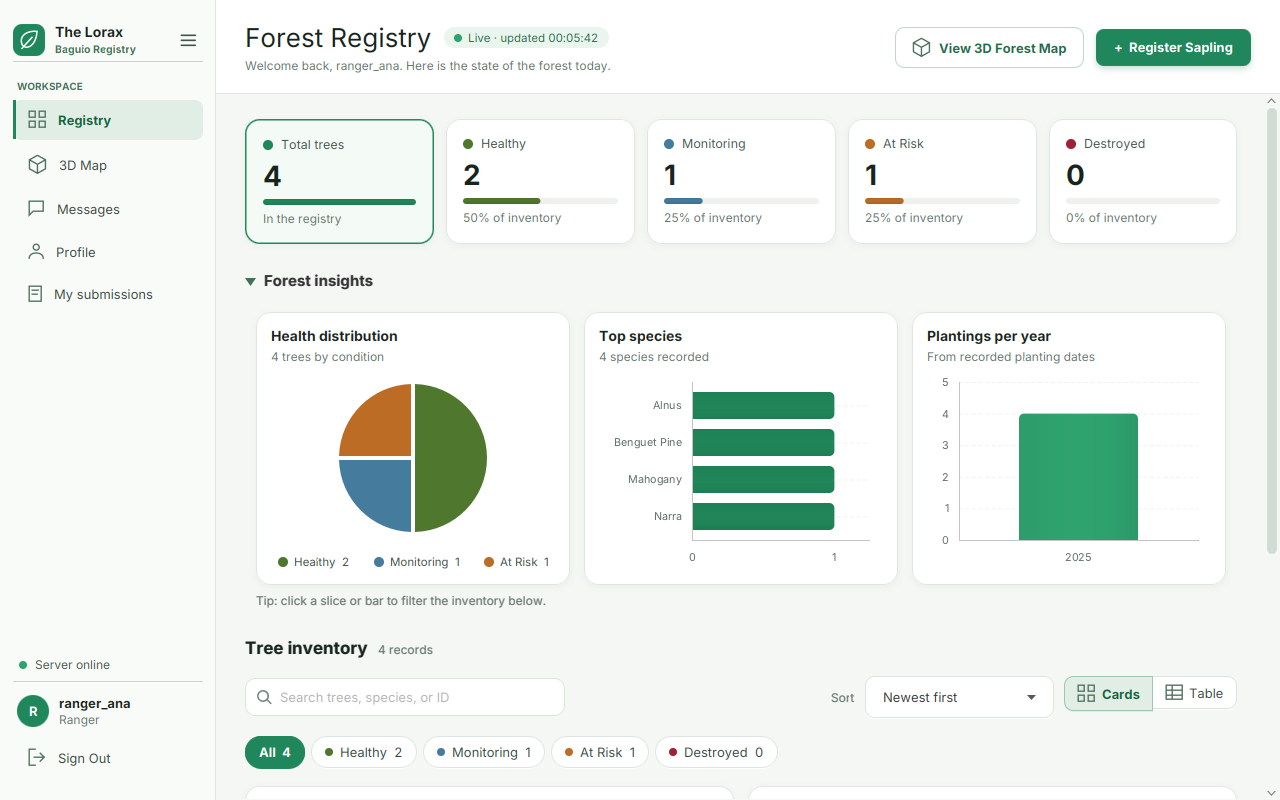 The Lorax
Baguio Registry
WORKSPACE
Registry
3D Map
Messages
Profile
My submissions
Server online
R
ranger_ana
Ranger
Sign Out
Forest Registry
Live · updated 00:05:42
Welcome back, ranger_ana. Here is the state of the forest today.
View 3D Forest Map
+ Register Sapling
Total trees
4
In the registry
Healthy
2
50% of inventory
Monitoring
1
25% of inventory
At Risk
1
25% of inventory
Destroyed
0
0% of inventory
Forest insights
Health distribution
4 trees by condition
Healthy 2
Monitoring 1
At Risk 1
Top species
4 species recorded
Alnus
Benguet Pine
Mahogany
Narra
0 1
Plantings per year
From recorded planting dates
5
4
3
2
1
0
2025
Tip: click a slice or bar to filter the inventory below.
Tree inventory 4 records
Search trees, species, or ID
Sort
Newest first
Cards
Table
All 4
Healthy 2
Monitoring 1
At Risk 1
Destroyed 0